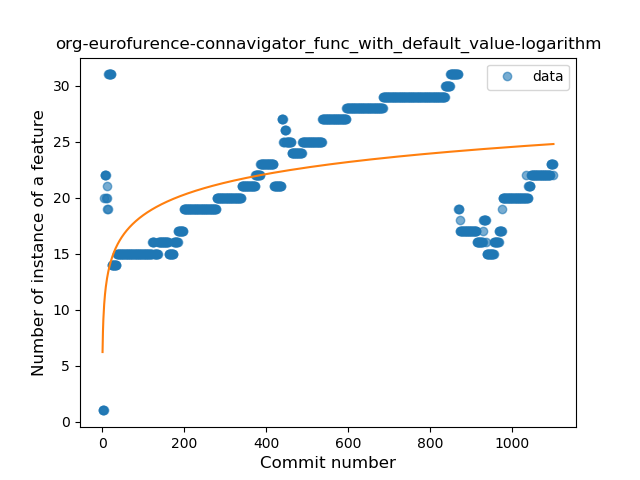 org-eurofurence-connavigator_func_with_default_value-logarithm
data
Number of instance of a feature
30
25
20
15
10
5
0
0 200 400 600 800 1000
Commit number